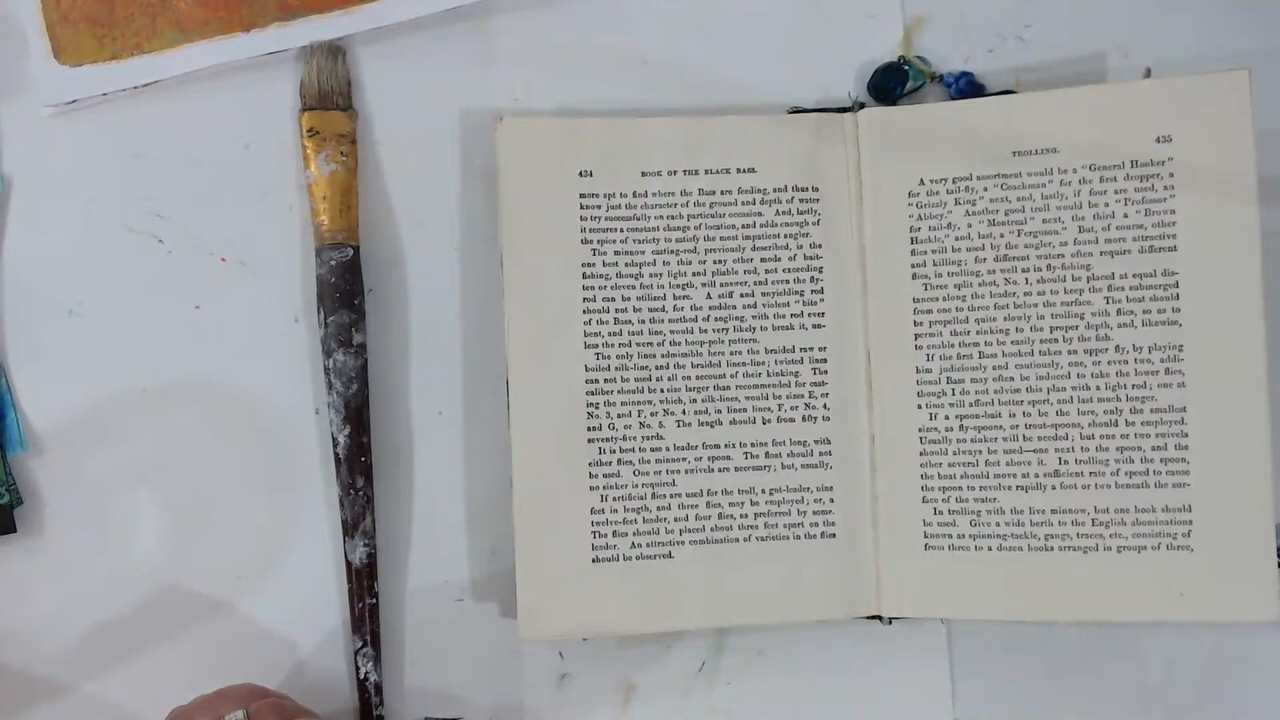 434
BOOK OF THE BLACK BASS.
more apt to find where the Bass are feeding, and thus to
know just the character of the ground and depth of water
to try successfully on each particular occasion. And, lastly,
it secures a constant change of location, and adds enough of
the spice of variety to satisfy the most impatient angler.
The minnow casting-rod, previously described, is the
one best adapted to this or any other mode of bait-
fishing, though any light and pliable rod, not exceeding
ten or eleven feet in length, will answer, and even the fly-
rod can be utilized here. A stiff and unyielding rod
should not be used, for the sudden and violent "bite"
of the Bass, in this method of angling, with the rod ever
bent, and taut line, would be very likely to break it, un-
less the rod were of the hoop-pole pattern.
The only lines admissible here are the braided raw or
boiled silk-line, and the braided linen-line; twisted lines
can not be used at all on account of their kinking. The
caliber should be a size larger than recommended for cast-
ing the minnow, which, in silk-lines, would be sizes E, or
No. 3, and F, or No. 4: and, in linen lines, F, or No. 4,
and G, or No. 5. The length should be from fifty to
seventy-five yards.
It is best to use a leader from six to nine feet long, with
either flies, the minnow, or spoon. The float should not
be used. One or two swivels are necessary; but, usually,
no sinker is required.
If artificial flies are used for the troll, a gut-leader, nine
feet in length, and three flies, may be employed; or, a
twelve-feet leader, and four flies, as preferred by some.
The flies should be placed about three feet apart on the
leader. An attractive combination of varieties in the flies
should be observed.
TROLLING.
435
A very good assortment would be a "General Hooker"
for the tail-fly, a "Coachman" for the first dropper, a
"Grizzly King" next, and, lastly, if four are used, an
"Abbey." Another good troll would be a "Professor"
for tail-fly, a "Montreal" next, the third a "Brown
Hackle," and, last, a "Ferguson." But, of course, other
flies will be used by the angler, as found more attractive
and killing; for different waters often require different
flies, in trolling, as well as in fly-fishing.
Three split shot, No. 1, should be placed at equal dis-
tances along the leader, so as to keep the flies submerged
from one to three feet below the surface. The boat should
be propelled quite slowly in trolling with flies, so as to
permit their sinking to the proper depth, and, likewise,
to enable them to be easily seen by the fish.
If the first Bass hooked takes an upper fly, by playing
him judiciously and cautiously, one, or even two, addi-
tional Bass may often be induced to take the lower flies,
though I do not advise this plan with a light rod; one at
a time will afford better sport, and last much longer.
If a spoon-bait is to be the lure, only the smallest
sizes, as fly-spoons, or trout-spoons, should be employed.
Usually no sinker will be needed; but one or two swivels
should always be used—one next to the spoon, and the
other several feet above it. In trolling with the spoon,
the boat should move at a sufficient rate of speed to cause
the spoon to revolve rapidly a foot or two beneath the sur-
face of the water.
In trolling with the live minnow, but one hook should
be used. Give a wide berth to the English abominations
known as spinning-tackle, gangs, traces, etc., consisting of
from three to a dozen hooks arranged in groups of three,